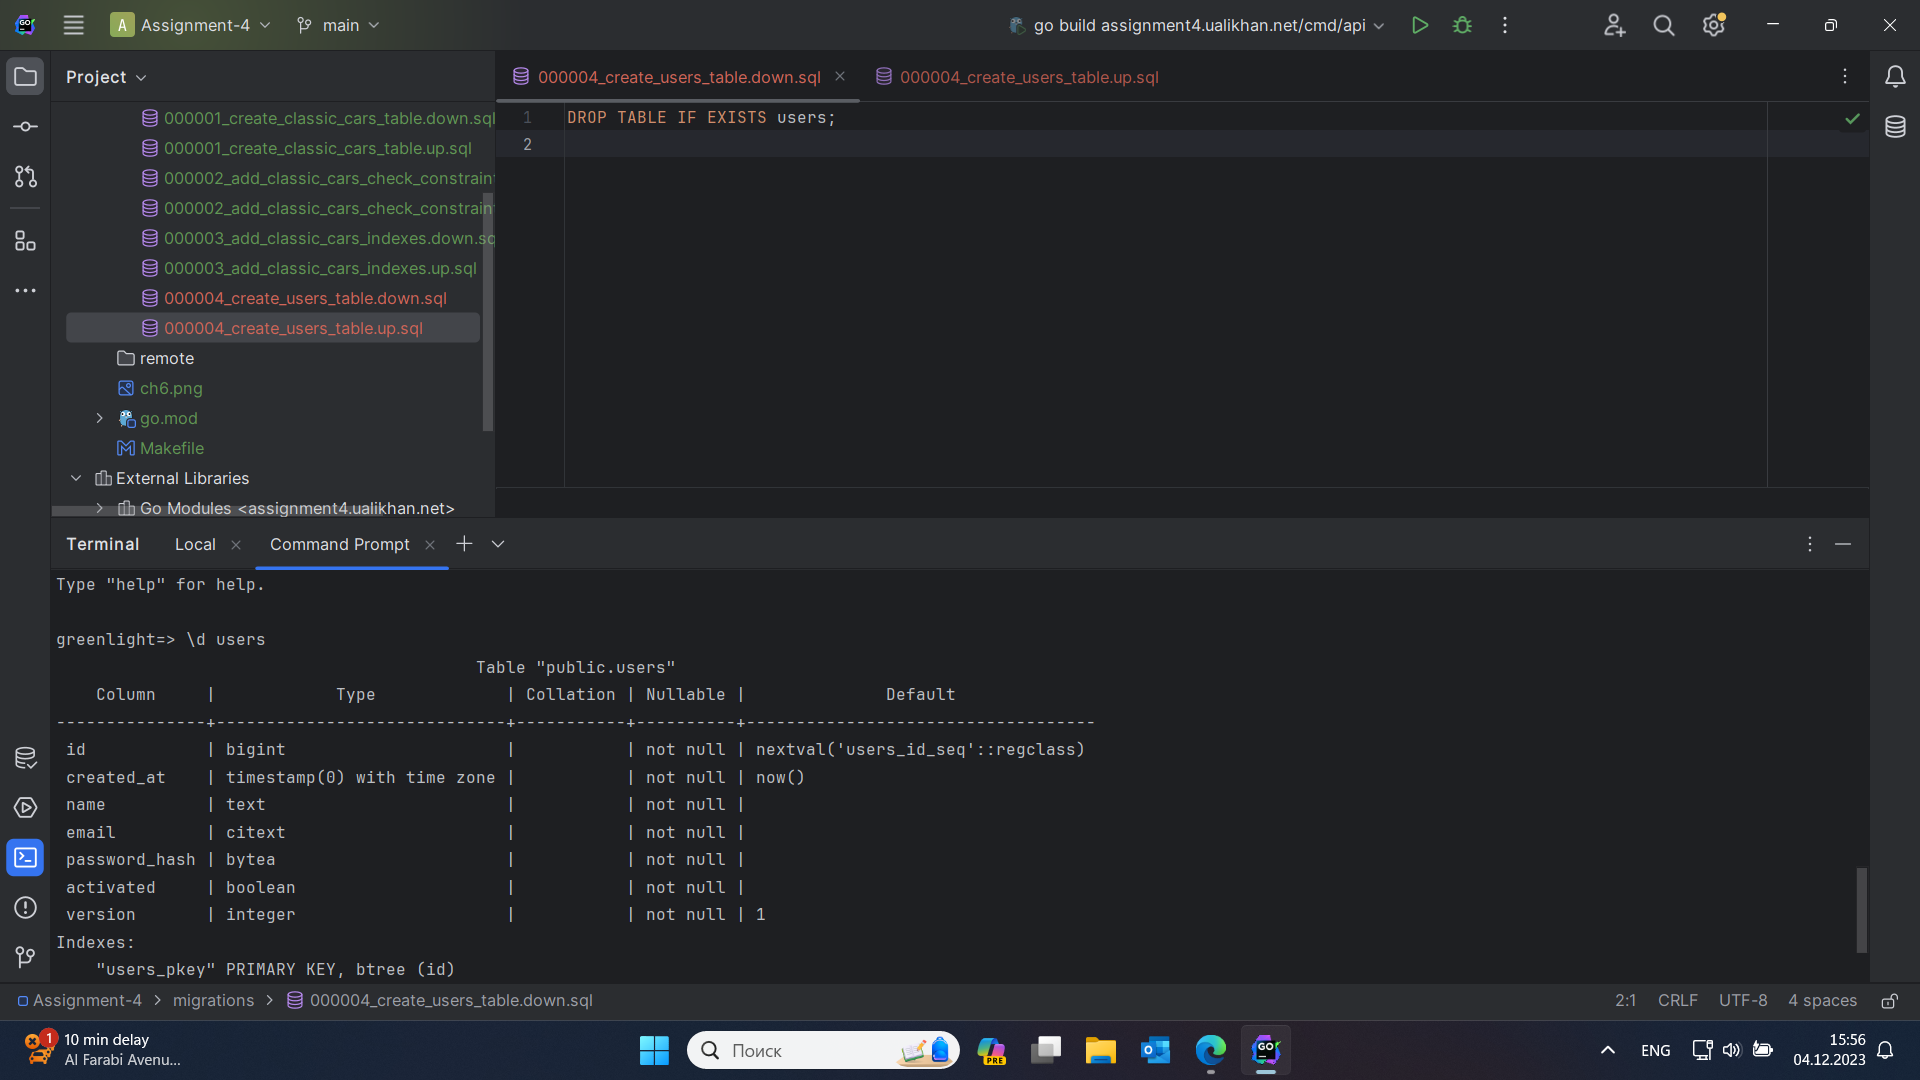 A Assignment-4 main go build assignment4.ualikhan.net/cmd/api
Project
000001_create_classic_cars_table.down.sql
000001_create_classic_cars_table.up.sql
000002_add_classic_cars_check_constraint
000002_add_classic_cars_check_constraint
000003_add_classic_cars_indexes.down.sq
000003_add_classic_cars_indexes.up.sql
000004_create_users_table.down.sql
000004_create_users_table.up.sql
remote
ch6.png
go.mod
Makefile
External Libraries
Go Modules <assignment4.ualikhan.net>
000004_create_users_table.down.sql 000004_create_users_table.up.sql
1 DROP TABLE IF EXISTS users;
2
Terminal Local Command Prompt
Type "help" for help.
greenlight=> \d users
Table "public.users"
Column | Type | Collation | Nullable | Default
---------------+-----------------------------+-----------+----------+-----------------------------------
id | bigint | | not null | nextval('users_id_seq'::regclass)
created_at | timestamp(0) with time zone | | not null | now()
name | text | | not null |
email | citext | | not null |
password_hash | bytea | | not null |
activated | boolean | | not null |
version | integer | | not null | 1
Indexes:
"users_pkey" PRIMARY KEY, btree (id)
Assignment-4 > migrations > 000004_create_users_table.down.sql 2:1 CRLF UTF-8 4 spaces
1 10 min delay
Al Farabi Avenu...
Поиск
PRE
GO
ENG
15:56
04.12.2023